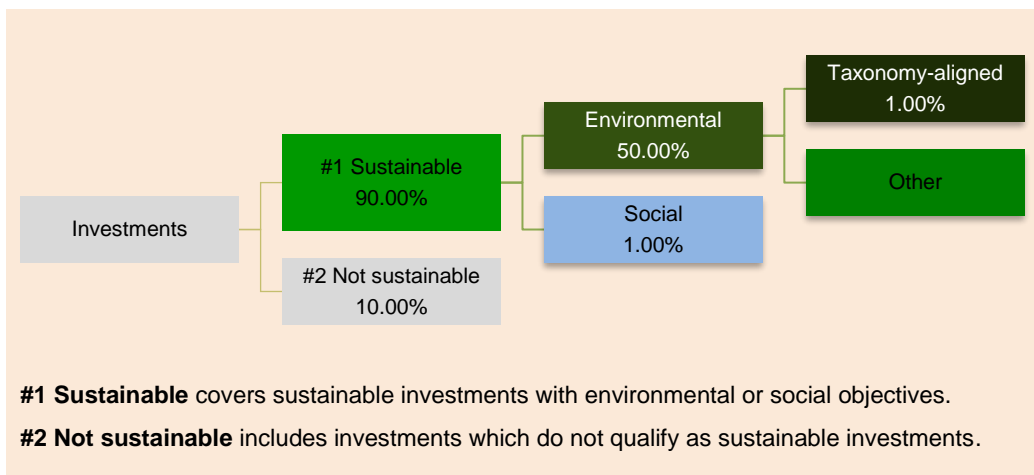 Investments
#1 Sustainable
90.00%
#2 Not sustainable
10.00%
Environmental
50.00%
Social
1.00%
Taxonomy-aligned
1.00%
Other
#1 Sustainable covers sustainable investments with environmental or social objectives.
#2 Not sustainable includes investments which do not qualify as sustainable investments.